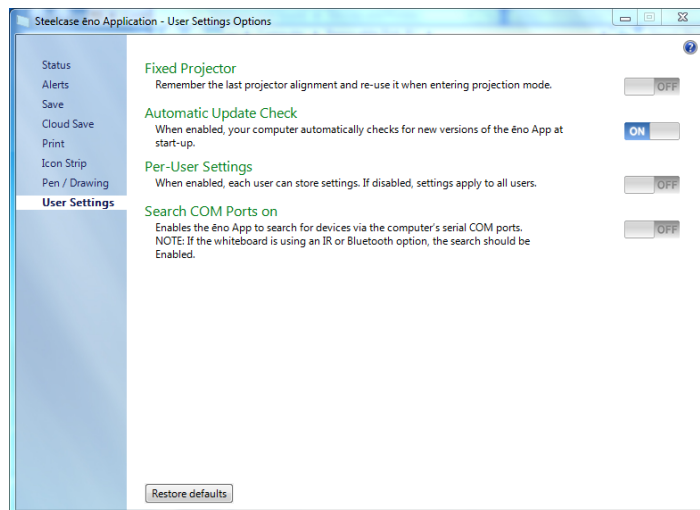 Steelcase ēno Application - User Settings Options
Status
Alerts
Save
Cloud Save
Print
Icon Strip
Pen / Drawing
User Settings
Fixed Projector
Remember the last projector alignment and re-use it when entering projection mode.
OFF
Automatic Update Check
When enabled, your computer automatically checks for new versions of the ēno App at
start-up.
ON
Per-User Settings
When enabled, each user can store settings. If disabled, settings apply to all users.
OFF
Search COM Ports on
Enables the ēno App to search for devices via the computer's serial COM ports.
NOTE: If the whiteboard is using an IR or Bluetooth option, the search should be
Enabled.
OFF
Restore defaults